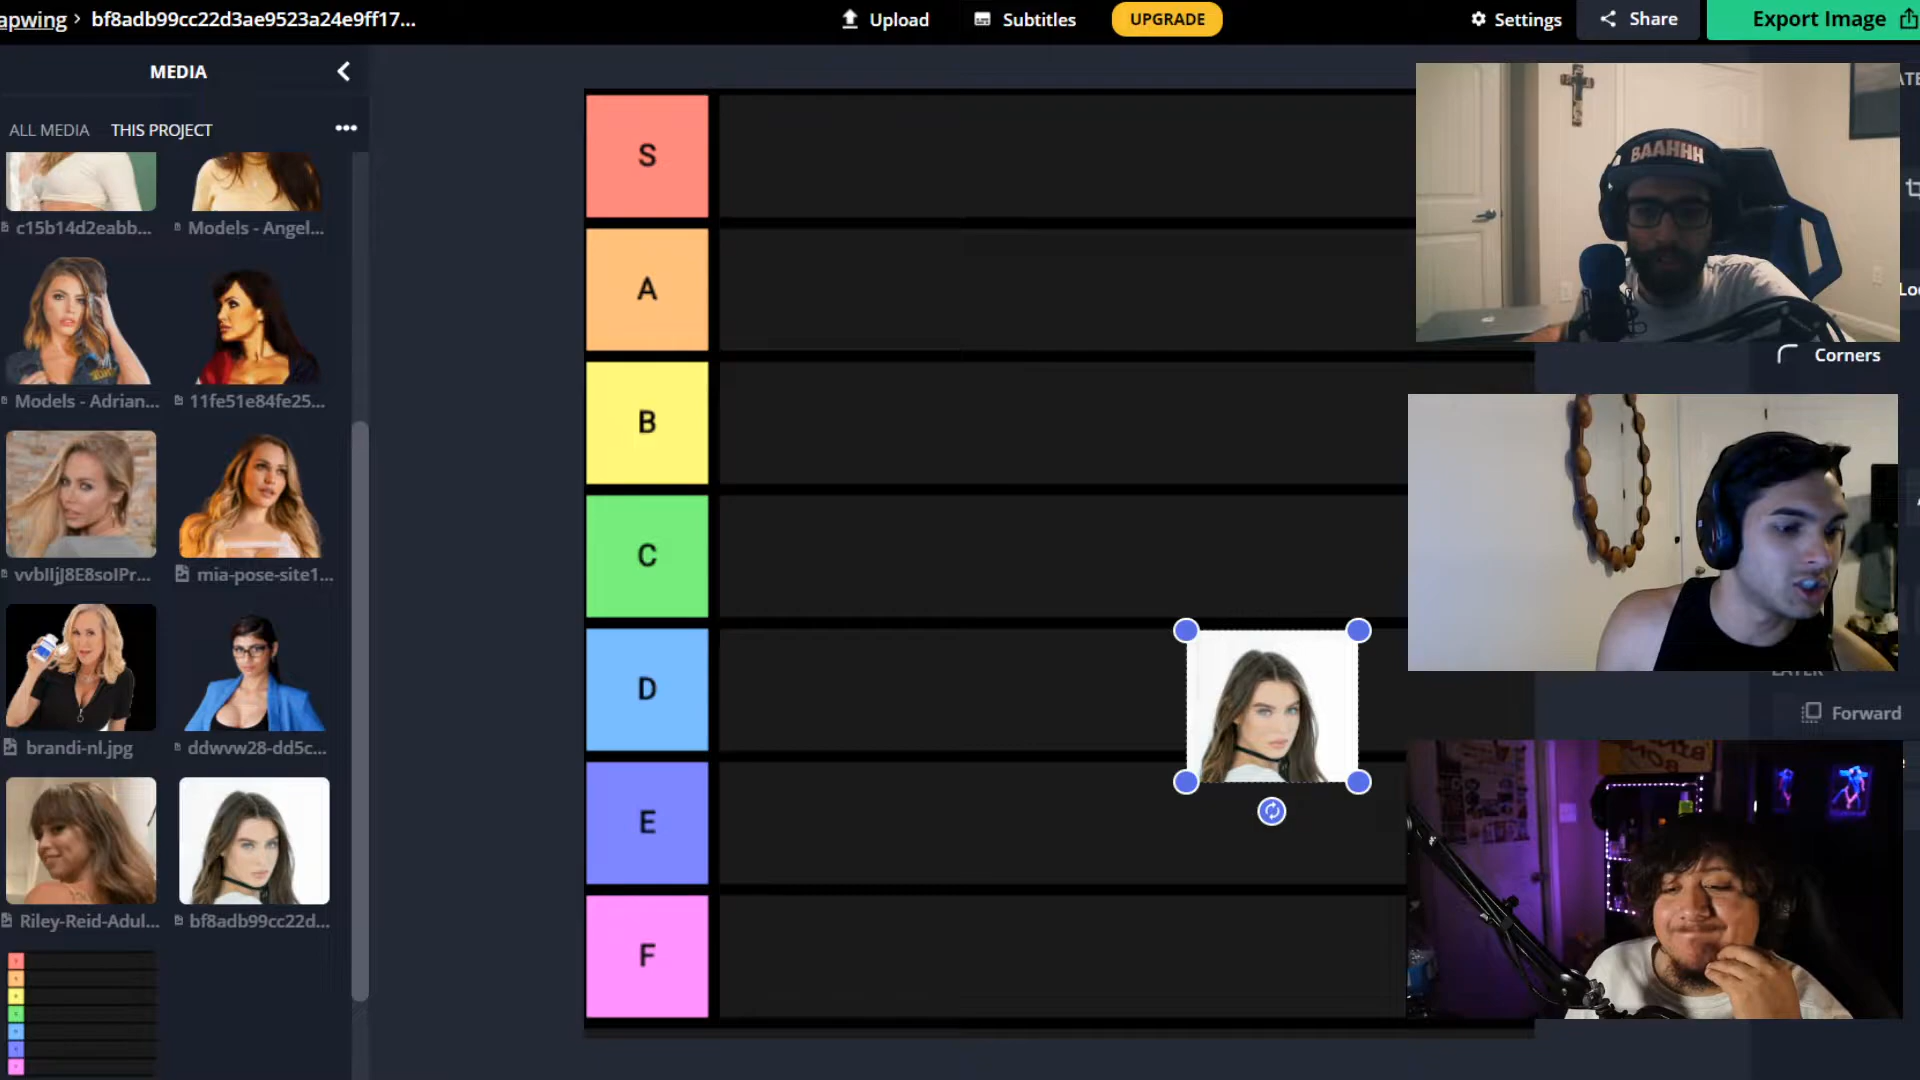 apwing › bf8adb99cc22d3ae9523a24e9ff17...
Upload
Subtitles
UPGRADE
Settings
Share
Export Image
MEDIA
ALL MEDIA
THIS PROJECT
c15b14d2eabb...
Models - Angel...
Models - Adrian...
11fe51e84fe25...
vvbIIjJ8E8soIPr...
mia-pose-site1...
brandi-nl.jpg
ddwvw28-dd5c...
Riley-Reid-Adul...
bf8adb99cc22d...
S
A
B
C
D
E
F
BAAHHH
Corners
LAYER
Forward